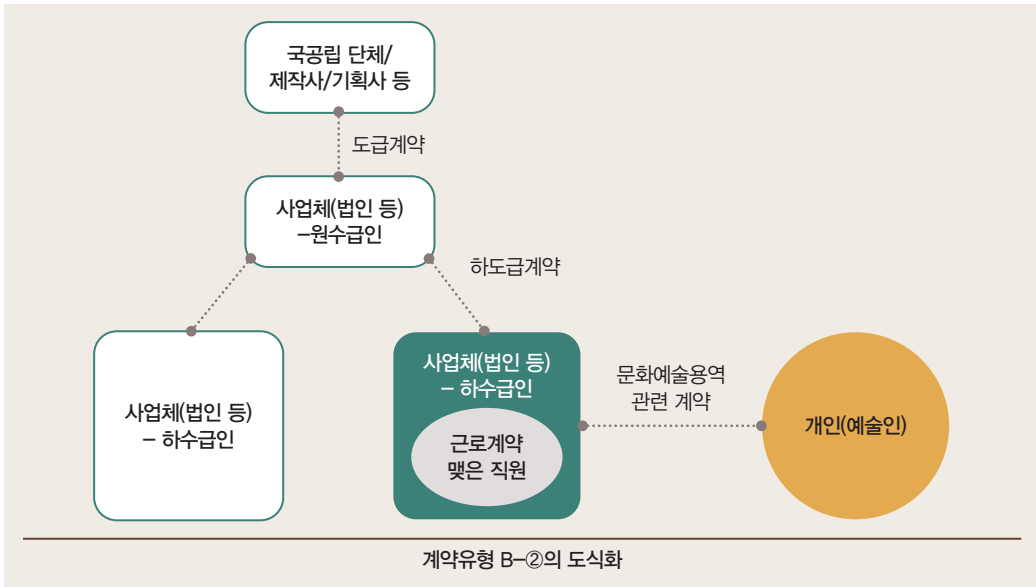 국공립 단체/
제작사/기획사 등
도급계약
사업체(법인 등)
–원수급인
하도급계약
사업체(법인 등)
– 하수급인
사업체(법인 등)
– 하수급인
근로계약
맺은 직원
문화예술용역
관련 계약
개인(예술인)
계약유형 B–②의 도식화